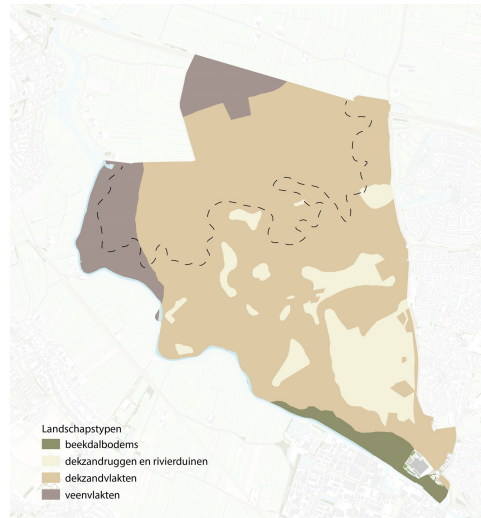 Landschapstypen
beekdalbodems
dekzandruggen en rivierduinen
dekzandvlakten
veenvlakten